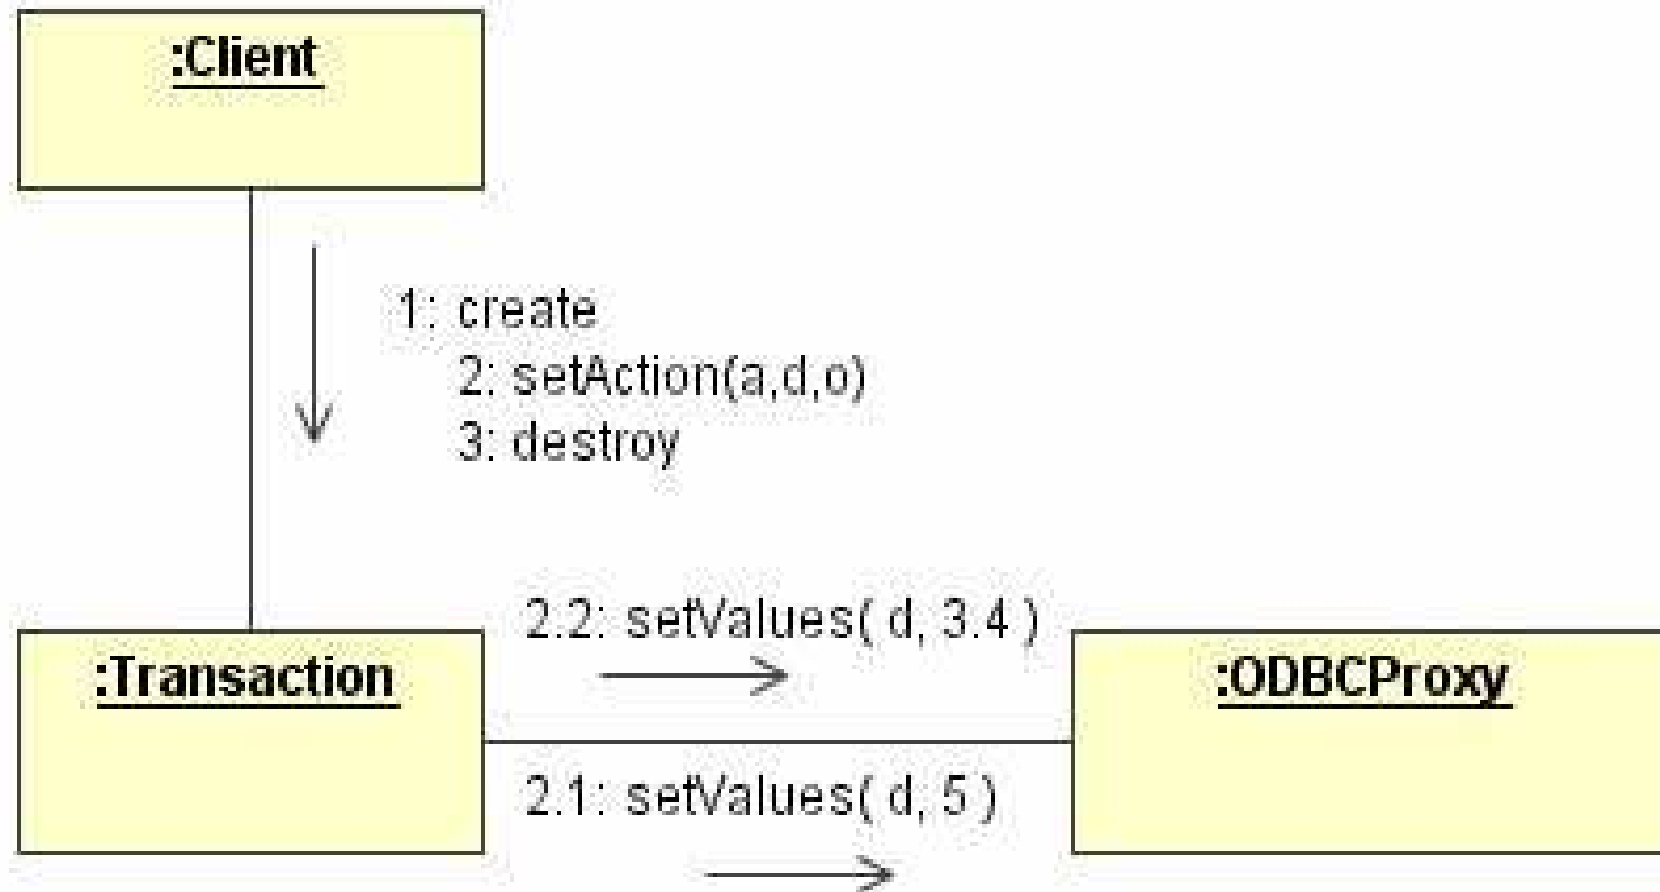 :Client
1: create
2: setAction(a,d,o)
3: destroy
2.2: setValues( d, 3.4 )
:Transaction
:ODBCProxy
2.1: setValues( d, 5 )